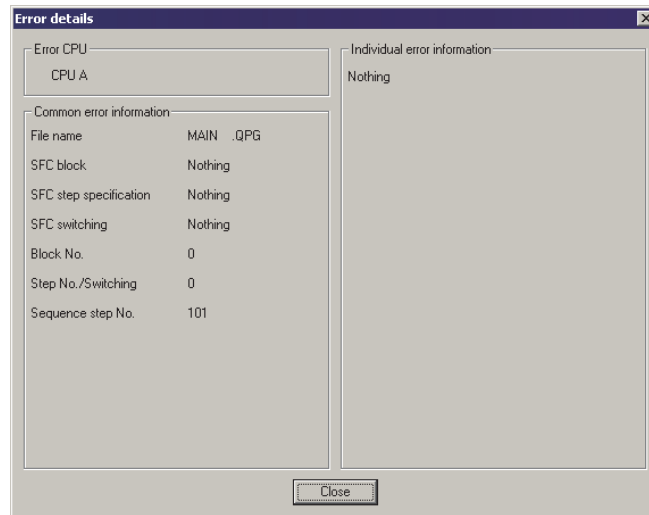 Error details
Error CPU
CPU A
Common error information
File name MAIN .QPG
SFC block Nothing
SFC step specification Nothing
SFC switching Nothing
Block No. 0
Step No./Switching 0
Sequence step No. 101
Individual error information
Nothing
Close